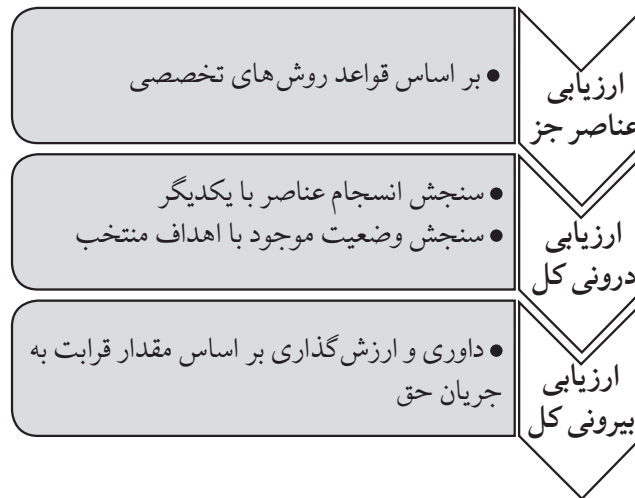 ارزیابی
عناصر جز
• بر اساس قواعد روش‌های تخصصی
ارزیابی
درونی کل
• سنجش انسجام عناصر با یکدیگر
• سنجش وضعیت موجود با اهداف منتخب
ارزیابی
بیرونی کل
• داوری و ارزش‌گذاری بر اساس مقدار قرابت به
جریان حق